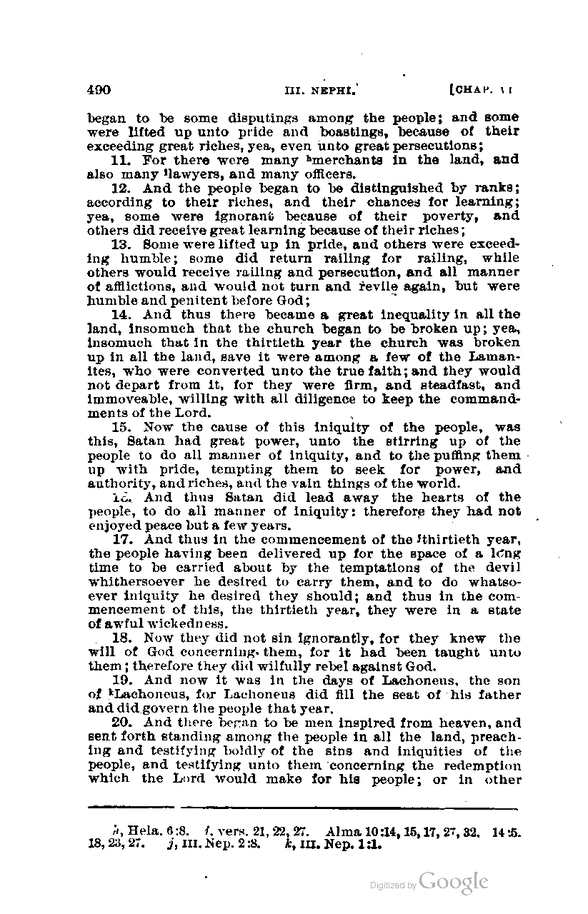 490 III. NEPHI. [CHAP. VI
began to be some disputings among the people; and some
were lifted up unto pride and boastings, because of their
exceeding great riches, yea, even unto great persecutions;
11. For there were many hmerchants in the land, and
also many ilawyers, and many officers.
12. And the people began to be distinguished by ranks;
according to their riches, and their chances for learning;
yea, some were ignorant because of their poverty, and
others did receive great learning because of their riches;
13. Some were lifted up in pride, and others were exceed-
ing humble; some did return railing for railing, while
others would receive railing and persecution, and all manner
of afflictions, and would not turn and revile again, but were
humble and penitent before God;
14. And thus there became a great inequality in all the
land, insomuch that the church began to be broken up; yea,
insomuch that in the thirtieth year the church was broken
up in all the land, save it were among a few of the Laman-
ites, who were converted unto the true faith; and they would
not depart from it, for they were firm, and steadfast, and
immoveable, willing with all diligence to keep the command-
ments of the Lord.
15. Now the cause of this iniquity of the people, was
this, Satan had great power, unto the stirring up of the
people to do all manner of iniquity, and to the puffing them
up with pride, tempting them to seek for power, and
authority, and riches, and the vain things of the world.
16. And thus Satan did lead away the hearts of the
people, to do all manner of iniquity: therefore they had not
enjoyed peace but a few years.
17. And thus in the commencement of the jthirtieth year,
the people having been delivered up for the space of a long
time to be carried about by the temptations of the devil
whithersoever he desired to carry them, and to do whatso-
ever iniquity he desired they should; and thus in the com-
mencement of this, the thirtieth year, they were in a state
of awful wickedness.
18. Now they did not sin ignorantly, for they knew the
will of God concerning them, for it had been taught unto
them; therefore they did wilfully rebel against God.
19. And now it was in the days of Lachoneus, the son
of kLachoneus, for Lachoneus did fill the seat of his father
and did govern the people that year.
20. And there began to be men inspired from heaven, and
sent forth standing among the people in all the land, preach-
ing and testifying boldly of the sins and iniquities of the
people, and testifying unto them concerning the redemption
which the Lord would make for his people; or in other
h, Hela. 6:8. i, vers. 21, 22, 27. Alma 10:14, 15, 17, 27, 32. 14:5.
18, 23, 27. j, III. Nep. 2:8. k, III. Nep. 1:1.
Digitized by Google